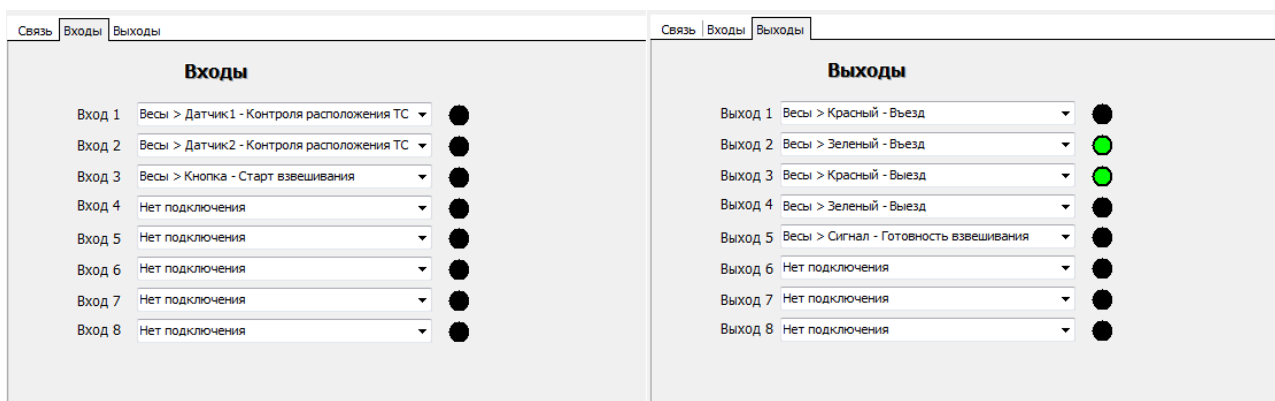 Связь Входы Выходы
Входы
Вход 1 Весы > Датчик1 - Контроля расположения ТС
Вход 2 Весы > Датчик2 - Контроля расположения ТС
Вход 3 Весы > Кнопка - Старт взвешивания
Вход 4 Нет подключения
Вход 5 Нет подключения
Вход 6 Нет подключения
Вход 7 Нет подключения
Вход 8 Нет подключения
Связь Входы Выходы
Выходы
Выход 1 Весы > Красный - Въезд
Выход 2 Весы > Зеленый - Въезд
Выход 3 Весы > Красный - Выезд
Выход 4 Весы > Зеленый - Выезд
Выход 5 Весы > Сигнал - Готовность взвешивания
Выход 6 Нет подключения
Выход 7 Нет подключения
Выход 8 Нет подключения